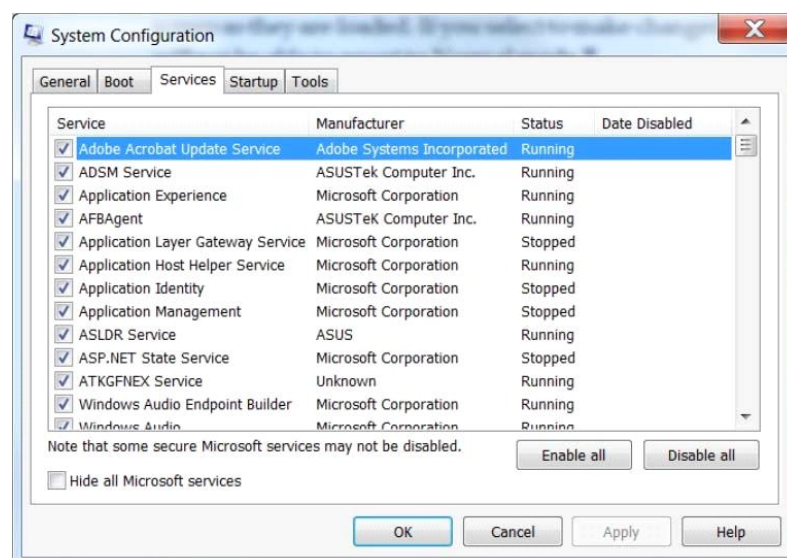 System Configuration
General Boot Services Startup Tools
Service Manufacturer Status Date Disabled
Adobe Acrobat Update Service Adobe Systems Incorporated Running
ADSM Service ASUSTek Computer Inc. Running
Application Experience Microsoft Corporation Running
AFBAgent ASUSTeK Computer Inc. Running
Application Layer Gateway Service Microsoft Corporation Stopped
Application Host Helper Service Microsoft Corporation Running
Application Identity Microsoft Corporation Stopped
Application Management Microsoft Corporation Stopped
ASLDR Service ASUS Running
ASP.NET State Service Microsoft Corporation Stopped
ATKGFNEX Service Unknown Running
Windows Audio Endpoint Builder Microsoft Corporation Running
Windows Audio Microsoft Corporation Running
Note that some secure Microsoft services may not be disabled.
Enable all Disable all
Hide all Microsoft services
OK Cancel Apply Help